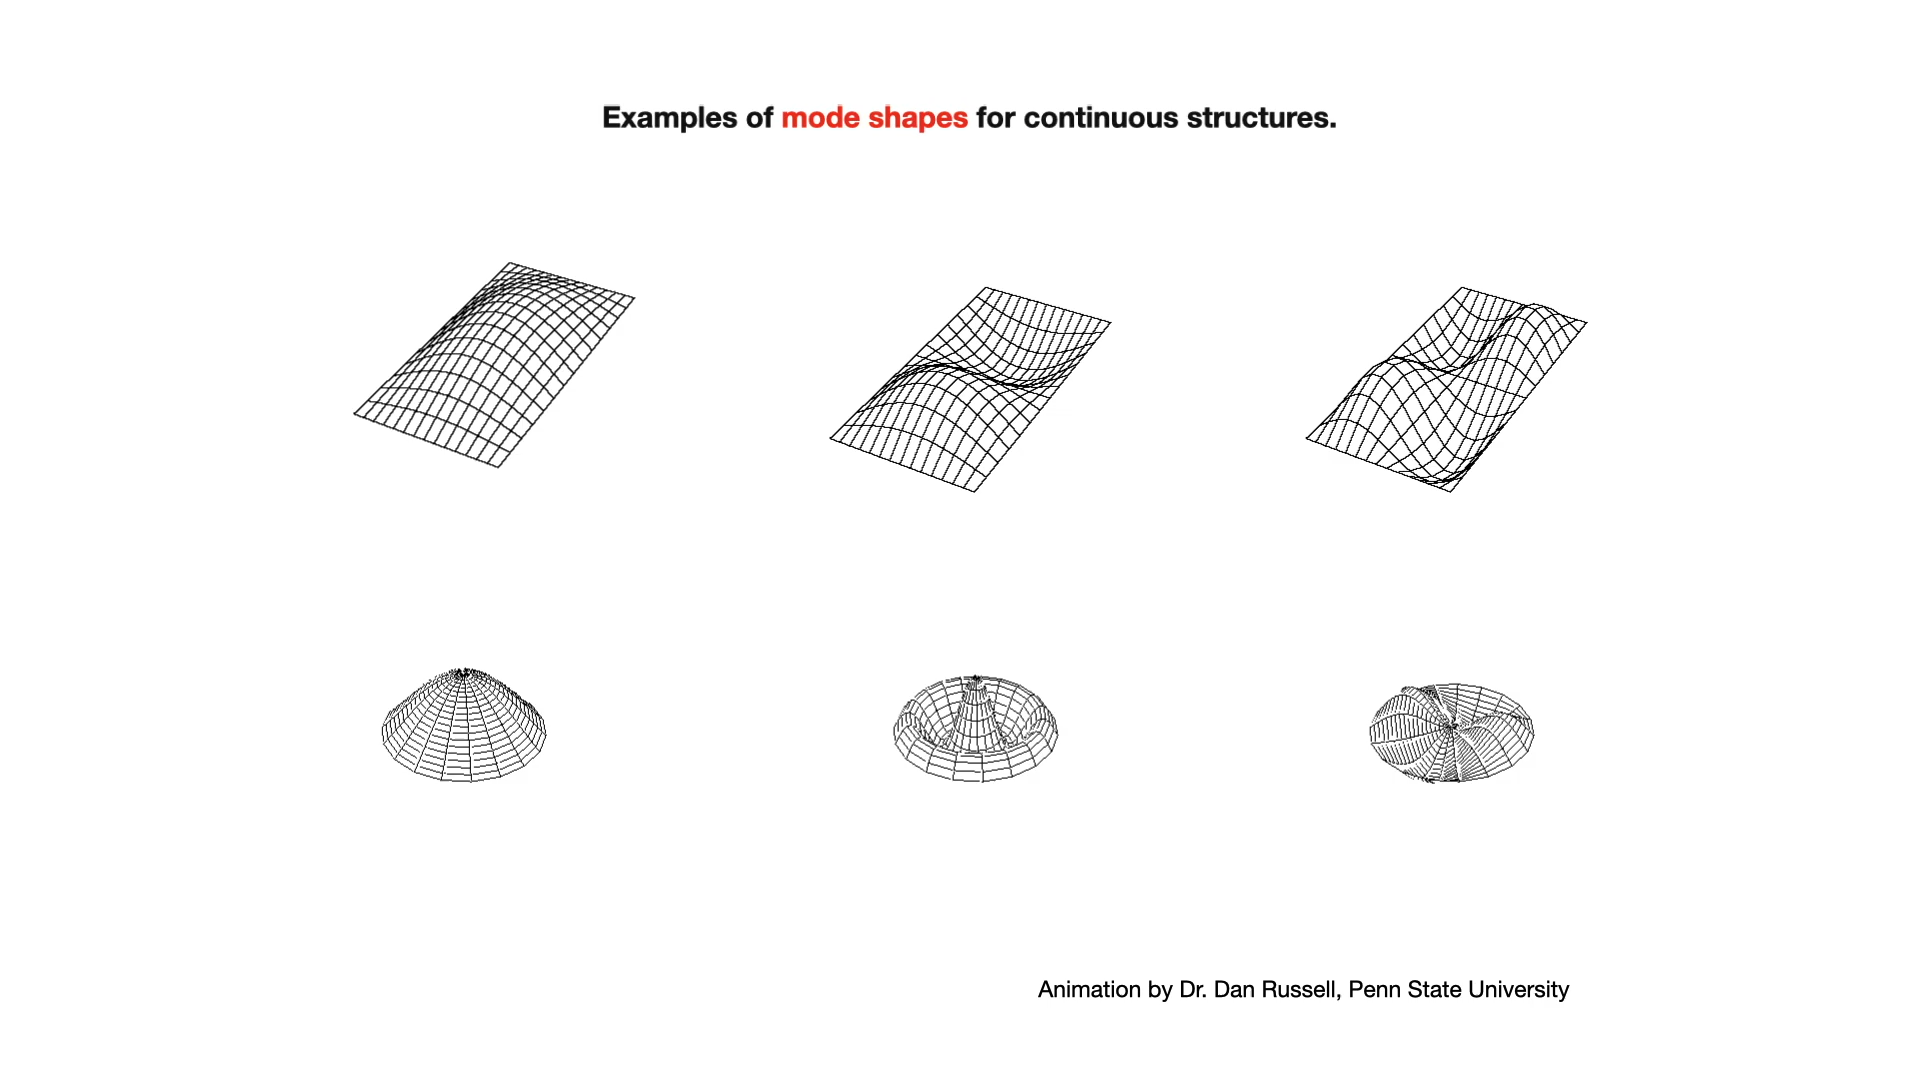 Examples of mode shapes for continuous structures.
Animation by Dr. Dan Russell, Penn State University